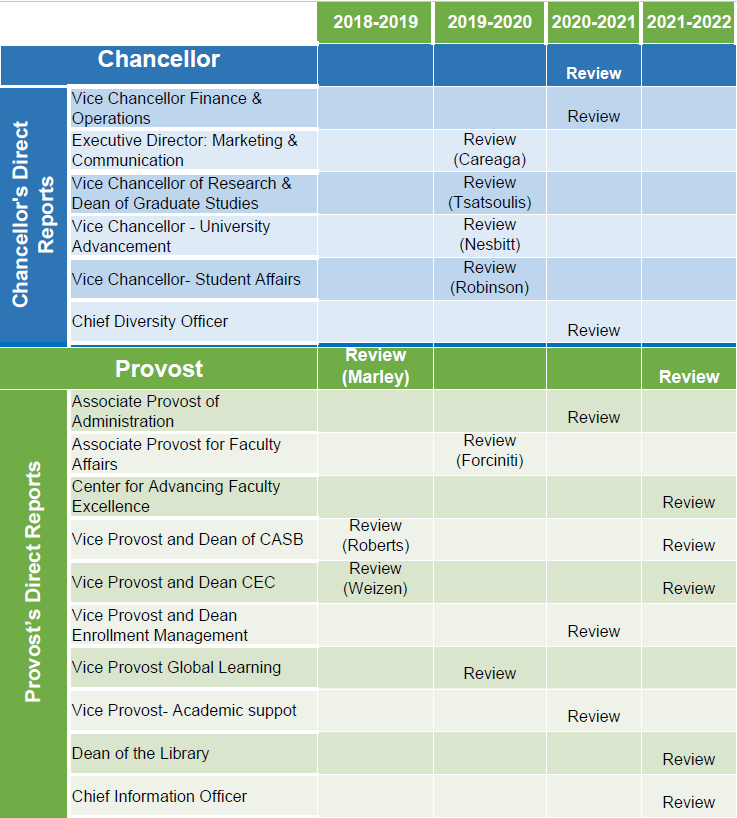 2018-2019 2019-2020 2020-2021 2021-2022
Chancellor
Review
Chancellor's Direct
Reports
Vice Chancellor Finance &
Operations
Review
Executive Director: Marketing &
Communication
Review
(Careaga)
Vice Chancellor of Research &
Dean of Graduate Studies
Review
(Tsatsoulis)
Vice Chancellor - University
Advancement
Review
(Nesbitt)
Vice Chancellor- Student Affairs
Review
(Robinson)
Chief Diversity Officer
Review
Provost
Review
(Marley)
Review
Provost's Direct Reports
Associate Provost of
Administration
Review
Associate Provost for Faculty
Affairs
Review
(Forciniti)
Center for Advancing Faculty
Excellence
Review
Vice Provost and Dean of CASB
Review
(Roberts)
Review
Vice Provost and Dean CEC
Review
(Weizen)
Review
Vice Provost and Dean
Enrollment Management
Review
Vice Provost Global Learning
Review
Vice Provost- Academic suppot
Review
Dean of the Library
Review
Chief Information Officer
Review